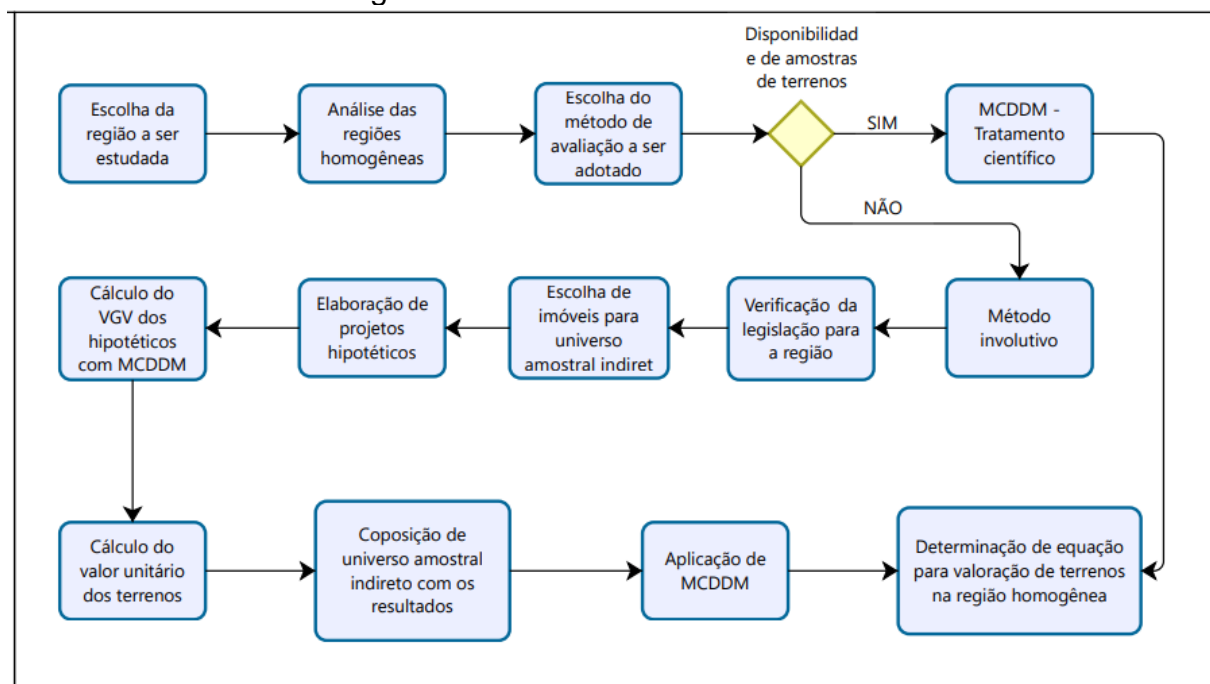 Disponibilidad
e de amostras
de terrenos
Escolha da
região a ser
estudada
Análise das
regiões
homogêneas
Escolha do
método de
avaliação a ser
adotado
SIM
MCDDM -
Tratamento
científico
NÃO
Cálculo do
VGV dos
hipotéticos
com MCDDM
Elaboração de
projetos
hipotéticos
Escolha de
imóveis para
universo
amostral indiret
Verificação da
legislação para
a região
Método
involutivo
Cálculo do
valor unitário
dos terrenos
Coposição de
universo amostral
indireto com os
resultados
Aplicação de
MCDDM
Determinação de equação
para valoração de terrenos
na região homogênea